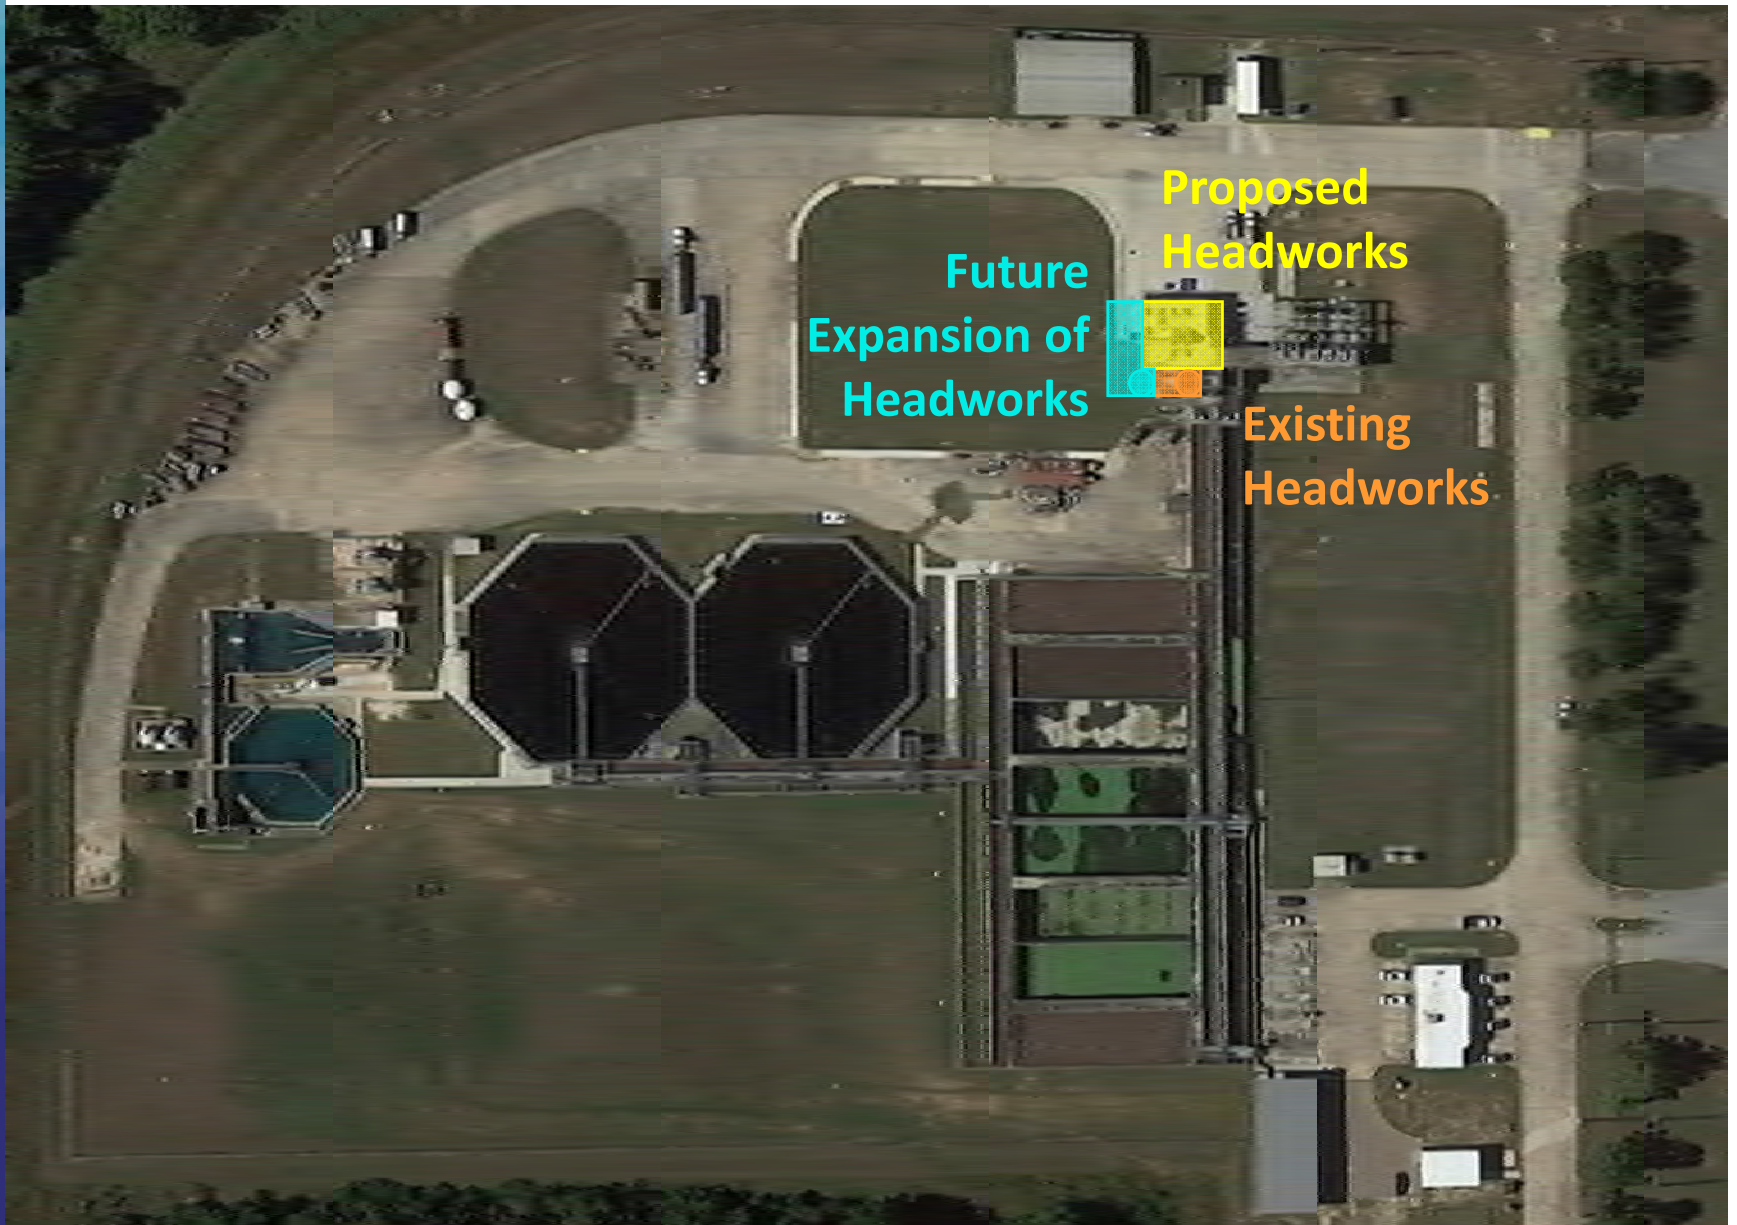 Proposed
Headworks
Future
Expansion of
Headworks
Existing
Headworks